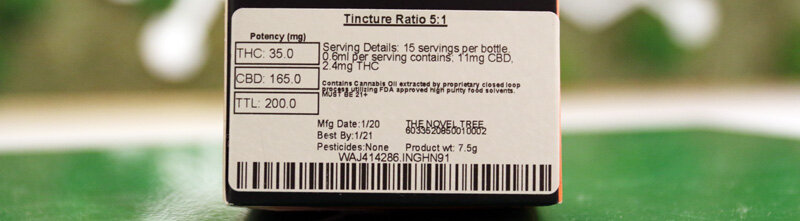 Tincture Ratio 5:1
Potency (mg)
THC: 35.0
CBD: 165.0
TTL: 200.0
Serving Details: 15 servings per bottle,
0.6ml per serving contains: 11mg CBD,
2.4mg THC
Contains Cannabis Oil extracted by proprietary closed loop
process utilizing FDA approved high purity food solvents.
MUST BE 21+
Mfg Date:1/20
Best By:1/21
Pesticides:None
THE NOVEL TREE
6033520850010002
Product wt: 7.5g
WAJ414286.INGHN91